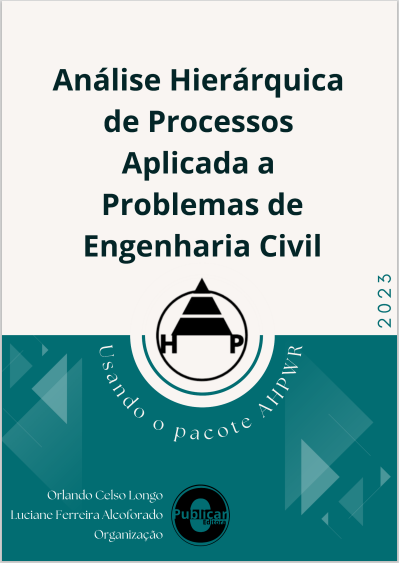 Análise Hierárquica
de Processos
Aplicada a
Problemas de
Engenharia Civil
2023
H P
Usando o pacote AHPWR
Orlando Celso Longo
Luciane Ferreira Alcoforado
Organização
e Publicar
Editora